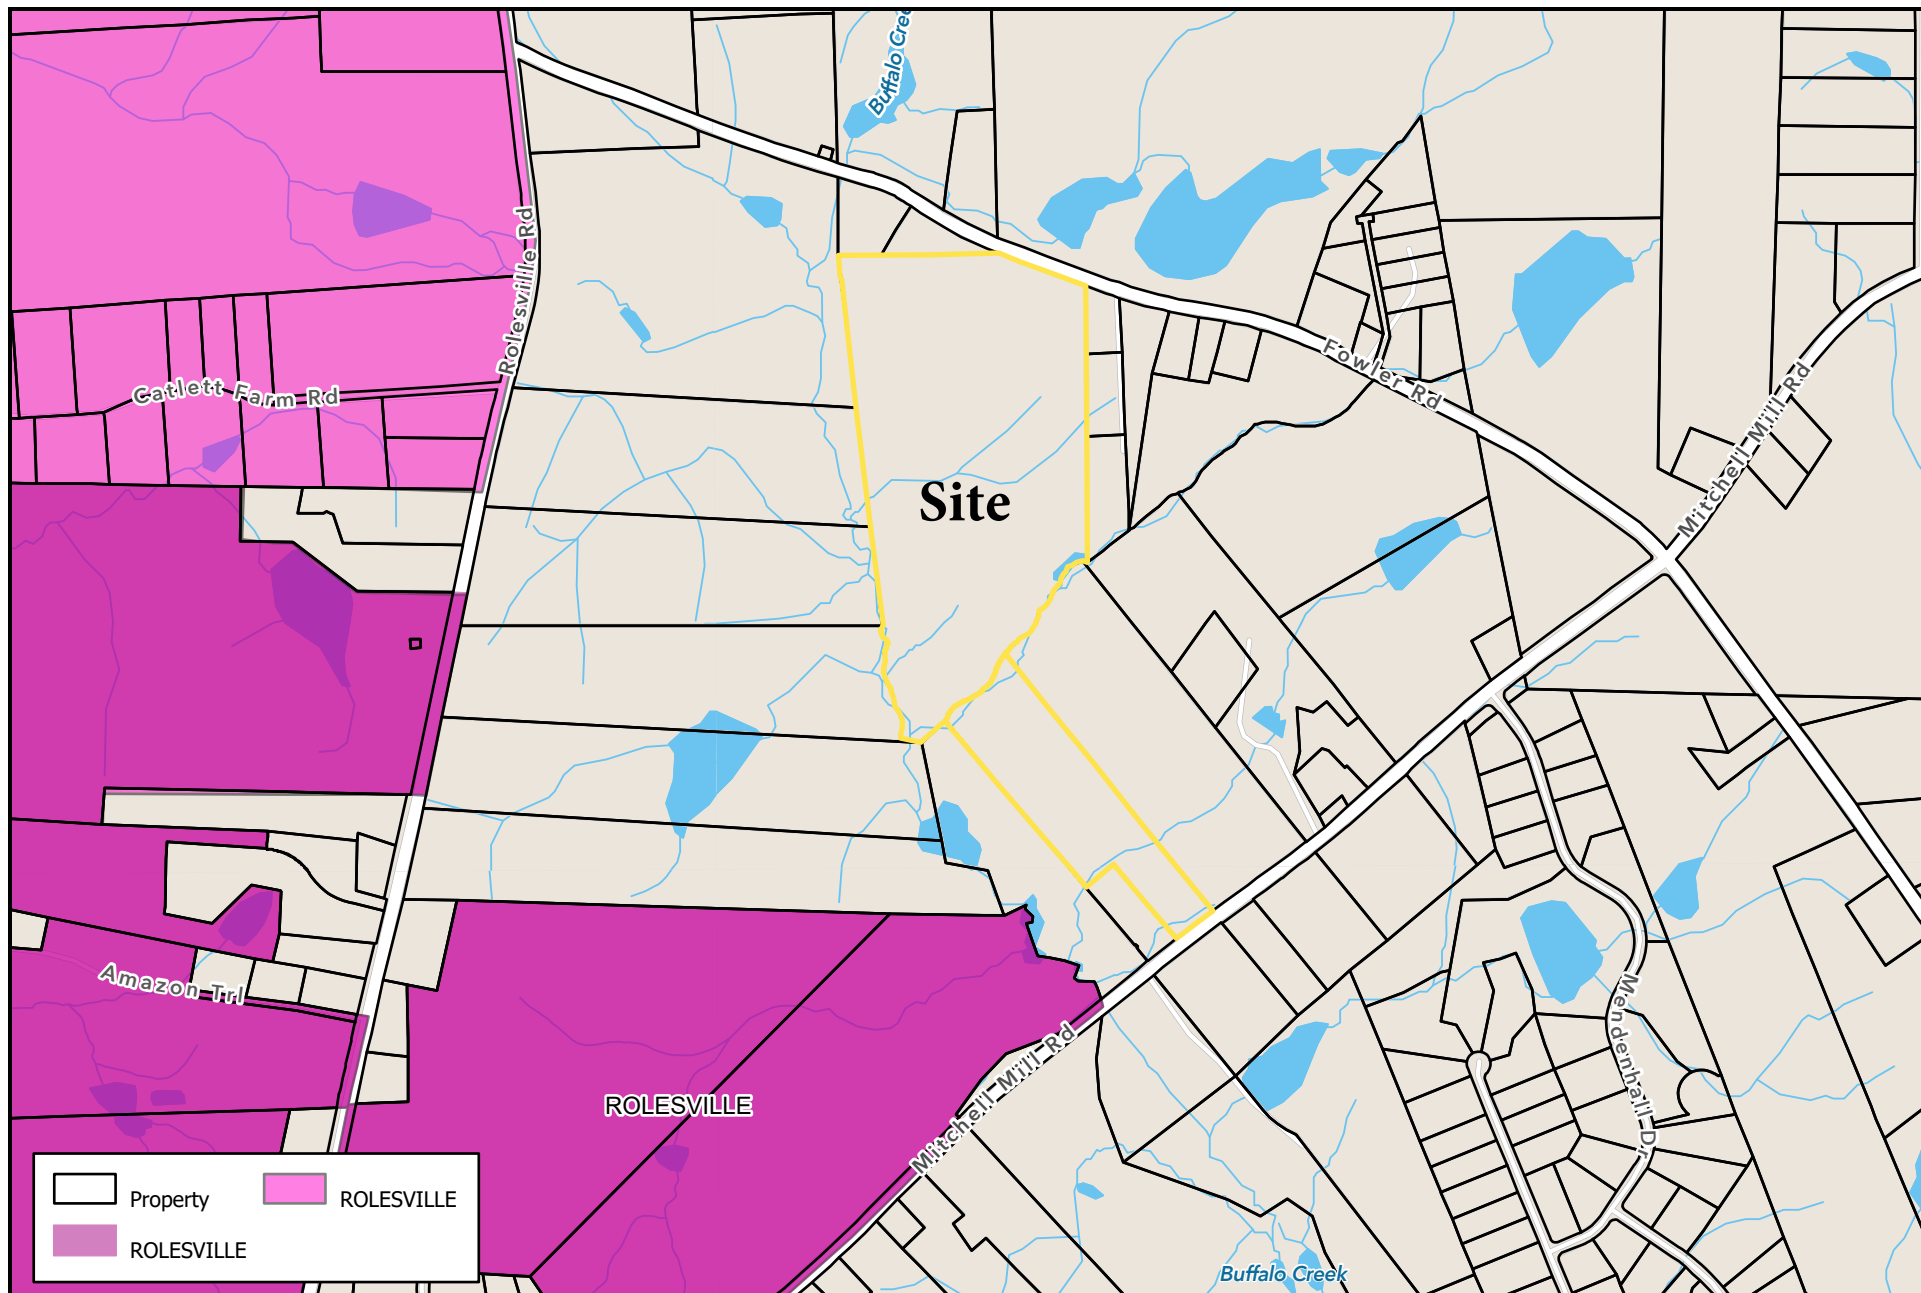 Buffalo Cree
Rolesville Rd
Catlett Farm Rd
Fowler Rd
Mitchell Mill Rd
Site
Amazon Trl
Mendenhall Dr
ROLESVILLE
Mitchell Mill Rd
Buffalo Creek
Property
ROLESVILLE
ROLESVILLE